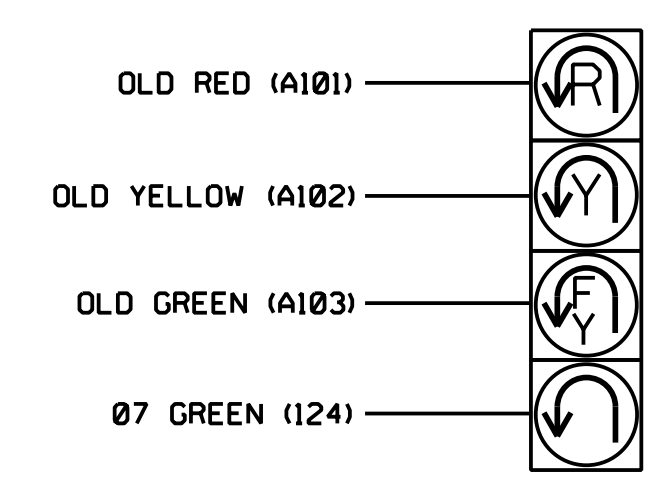 OLD RED (A101)
R
OLD YELLOW (A102)
Y
OLD GREEN (A103)
F
Y
07 GREEN (124)